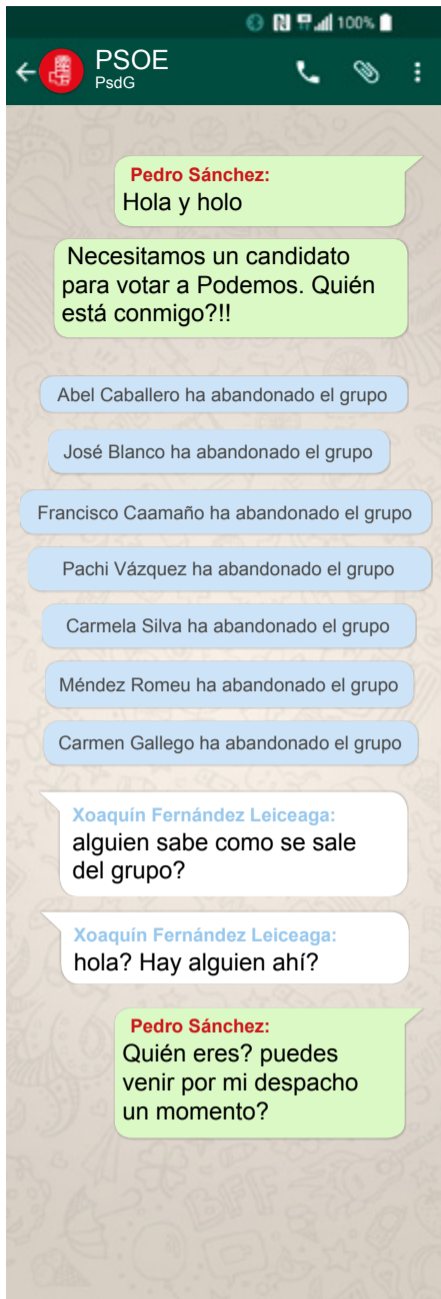 100%
PSOE
PsdG
Pedro Sánchez:
Hola y holo
Necesitamos un candidato
para votar a Podemos. Quién
está conmigo?!!
Abel Caballero ha abandonado el grupo
José Blanco ha abandonado el grupo
Francisco Caamaño ha abandonado el grupo
Pachi Vázquez ha abandonado el grupo
Carmela Silva ha abandonado el grupo
Méndez Romeu ha abandonado el grupo
Carmen Gallego ha abandonado el grupo
Xoaquín Fernández Leiceaga:
alguien sabe como se sale
del grupo?
Xoaquín Fernández Leiceaga:
hola? Hay alguien ahí?
Pedro Sánchez:
Quién eres? puedes
venir por mi despacho
un momento?
BFF